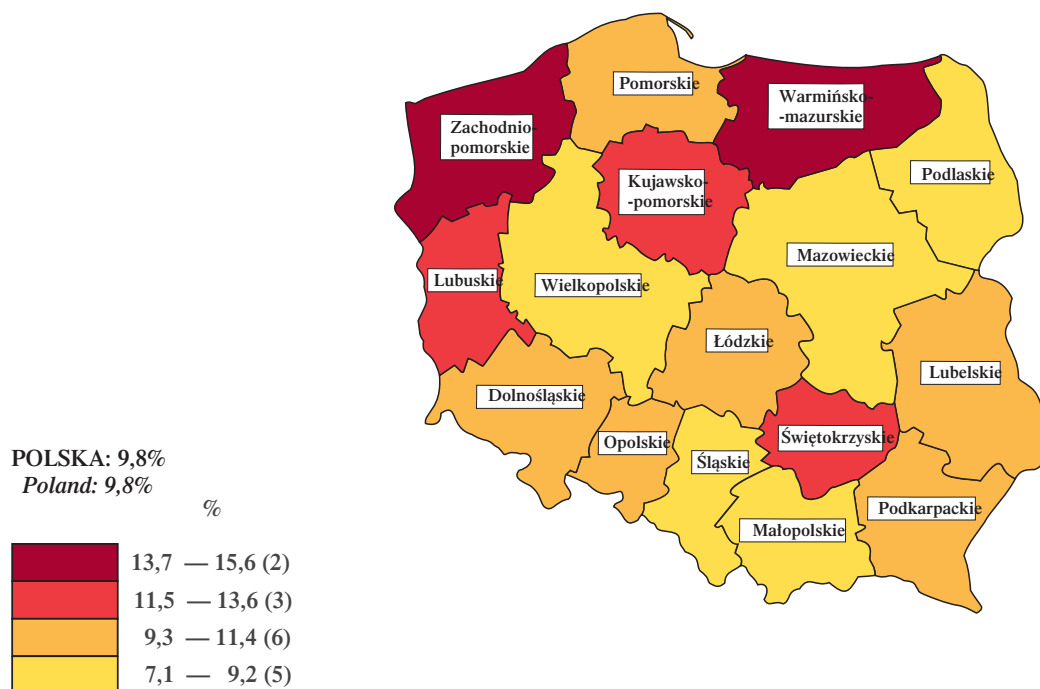 Pomorskie
Warmińsko-
-mazurskie
Zachodnio-
pomorskie
Podlaskie
Kujawsko-
-pomorskie
Mazowieckie
Lubuskie
Wielkopolskie
Łódzkie
Lubelskie
Dolnośląskie
Opolskie
Świętokrzyskie
Śląskie
Podkarpackie
Małopolskie
POLSKA: 9,8%
Poland: 9,8%
%
13,7 — 15,6 (2)
11,5 — 13,6 (3)
9,3 — 11,4 (6)
7,1 — 9,2 (5)